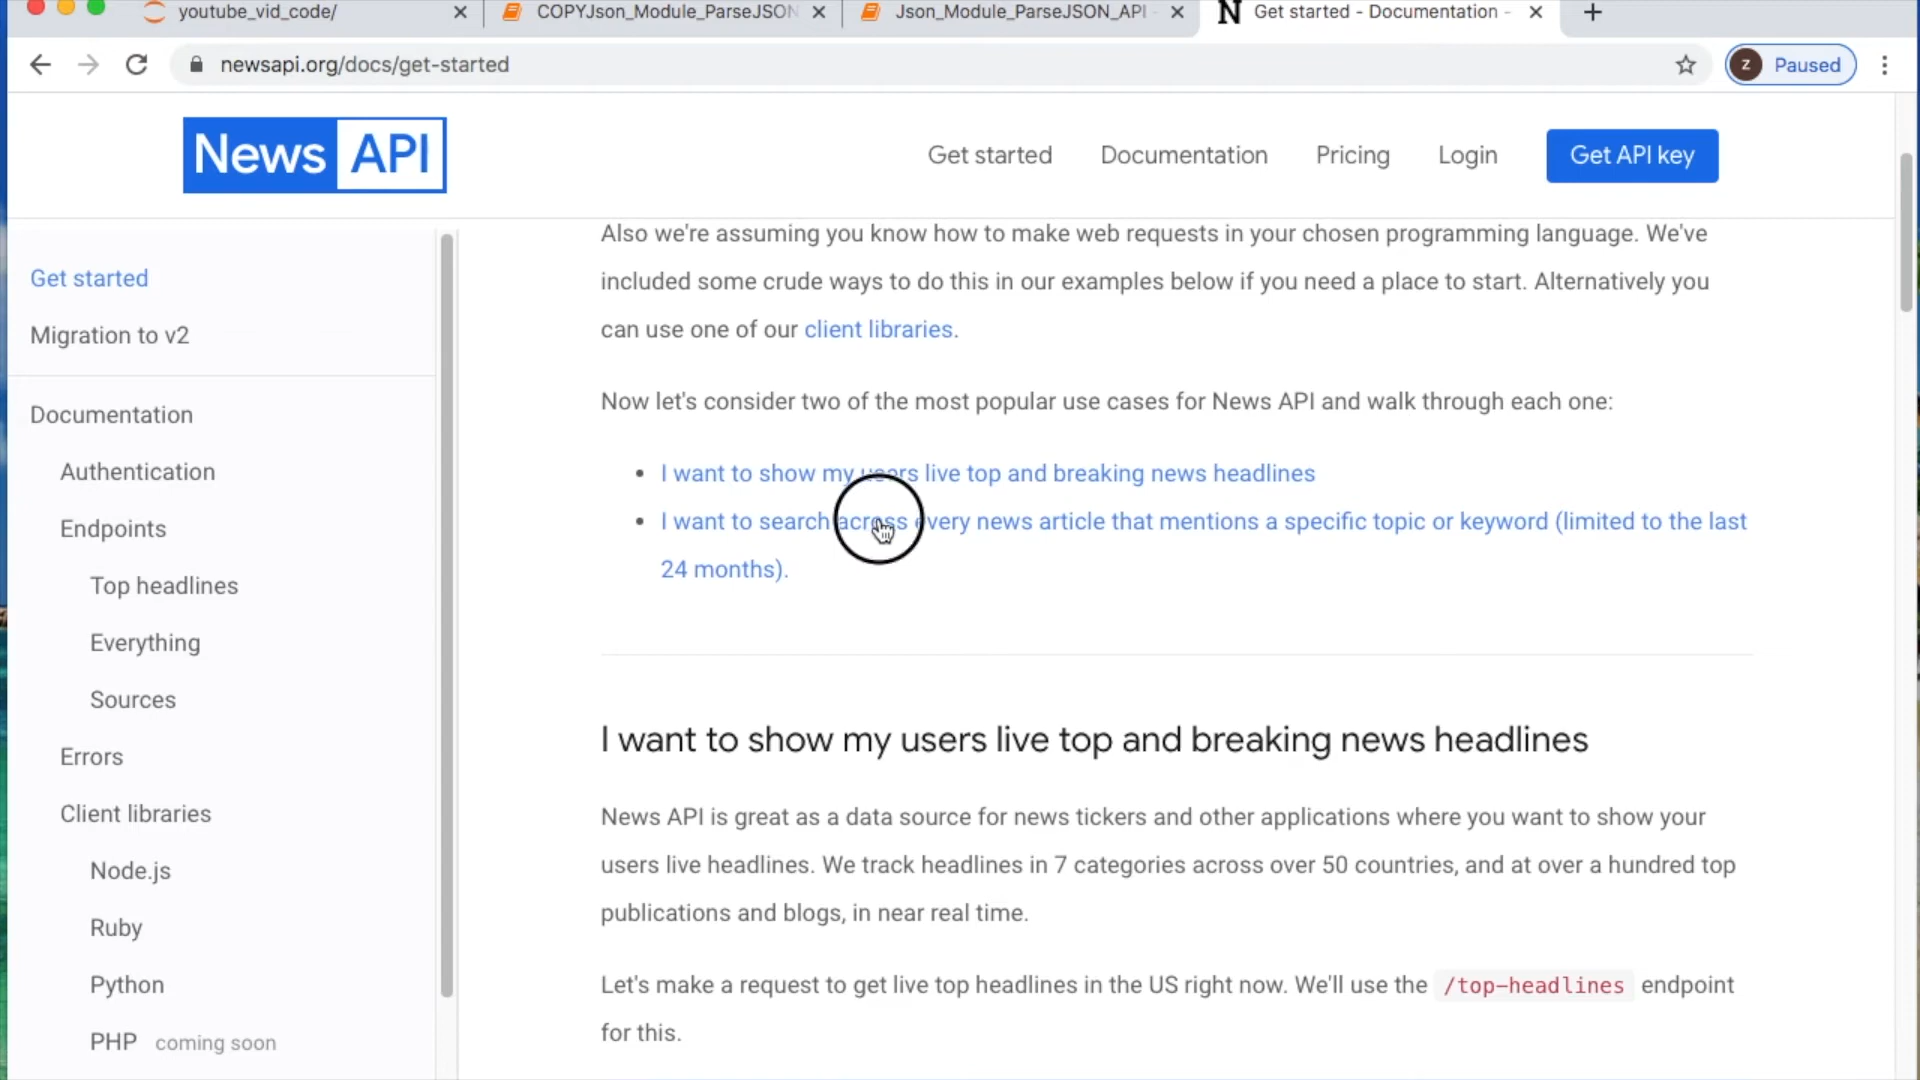 youtube_vid_code/
COPYJson_Module_ParseJSON
Json_Module_ParseJSON_API
Get started - Documentation -
newsapi.org/docs/get-started
z
Paused
News API
Get started
Documentation
Pricing
Login
Get API key
Get started
Migration to v2
Documentation
Authentication
Endpoints
Top headlines
Everything
Sources
Errors
Client libraries
Node.js
Ruby
Python
PHP coming soon
Also we're assuming you know how to make web requests in your chosen programming language. We've
included some crude ways to do this in our examples below if you need a place to start. Alternatively you
can use one of our client libraries.
Now let's consider two of the most popular use cases for News API and walk through each one:
• I want to show my users live top and breaking news headlines
• I want to search across every news article that mentions a specific topic or keyword (limited to the last
24 months).
I want to show my users live top and breaking news headlines
News API is great as a data source for news tickers and other applications where you want to show your
users live headlines. We track headlines in 7 categories across over 50 countries, and at over a hundred top
publications and blogs, in near real time.
Let's make a request to get live top headlines in the US right now. We'll use the /top-headlines endpoint
for this.